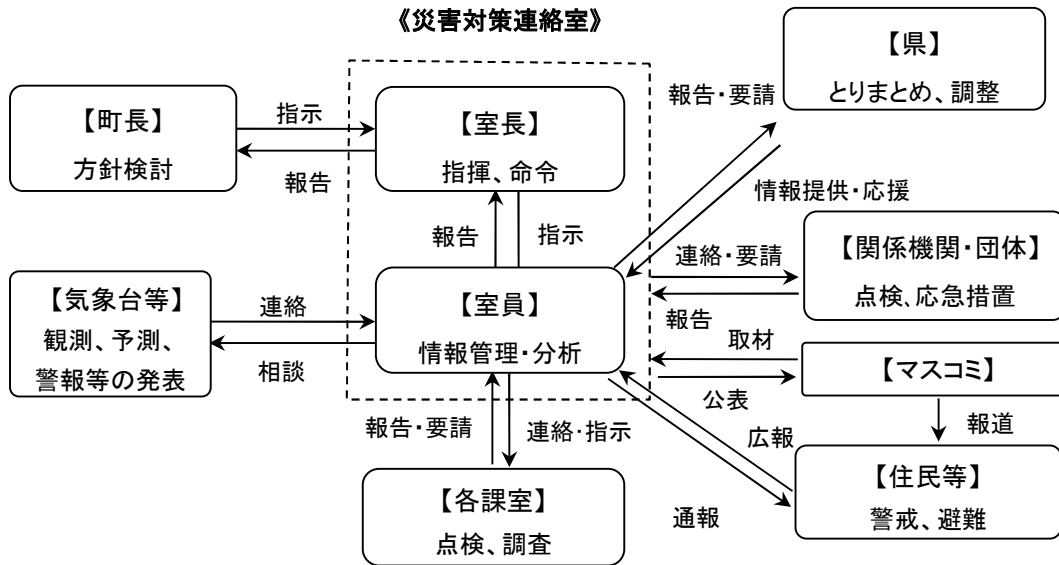 《災害対策連絡室》
【町長】
方針検討
指示
報告
【室長】
指揮、命令
報告・要請
【県】
とりまとめ、調整
情報提供・応援
報告
指示
【気象台等】
観測、予測、
警報等の発表
連絡
相談
【室員】
情報管理・分析
連絡・要請
報告
【関係機関・団体】
点検、応急措置
取材
公表
【マスコミ】
報道
報告・要請
連絡・指示
広報
通報
【住民等】
警戒、避難
【各課室】
点検、調査